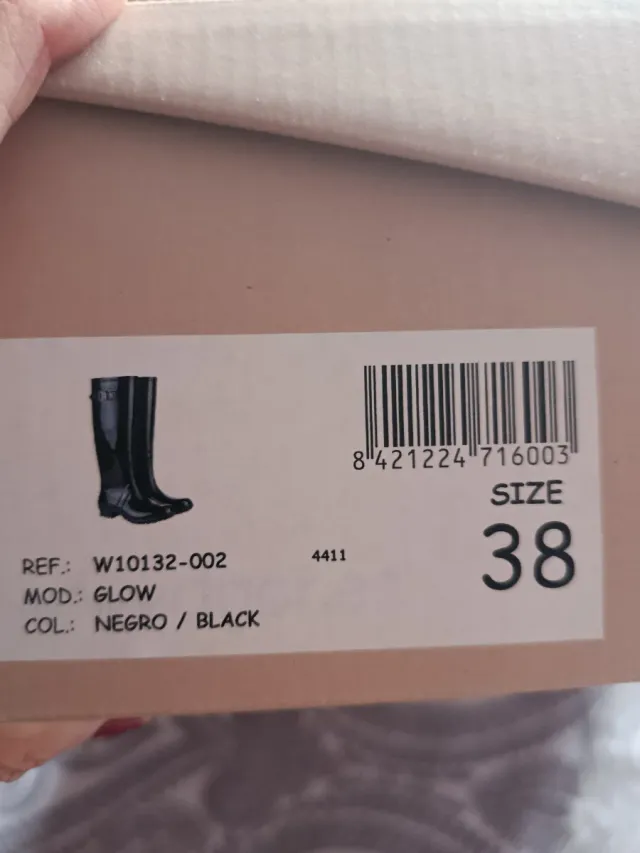 8 421224 716003
SIZE
38
REF.: W10132-002 4411
MOD.: GLOW
COL.: NEGRO / BLACK